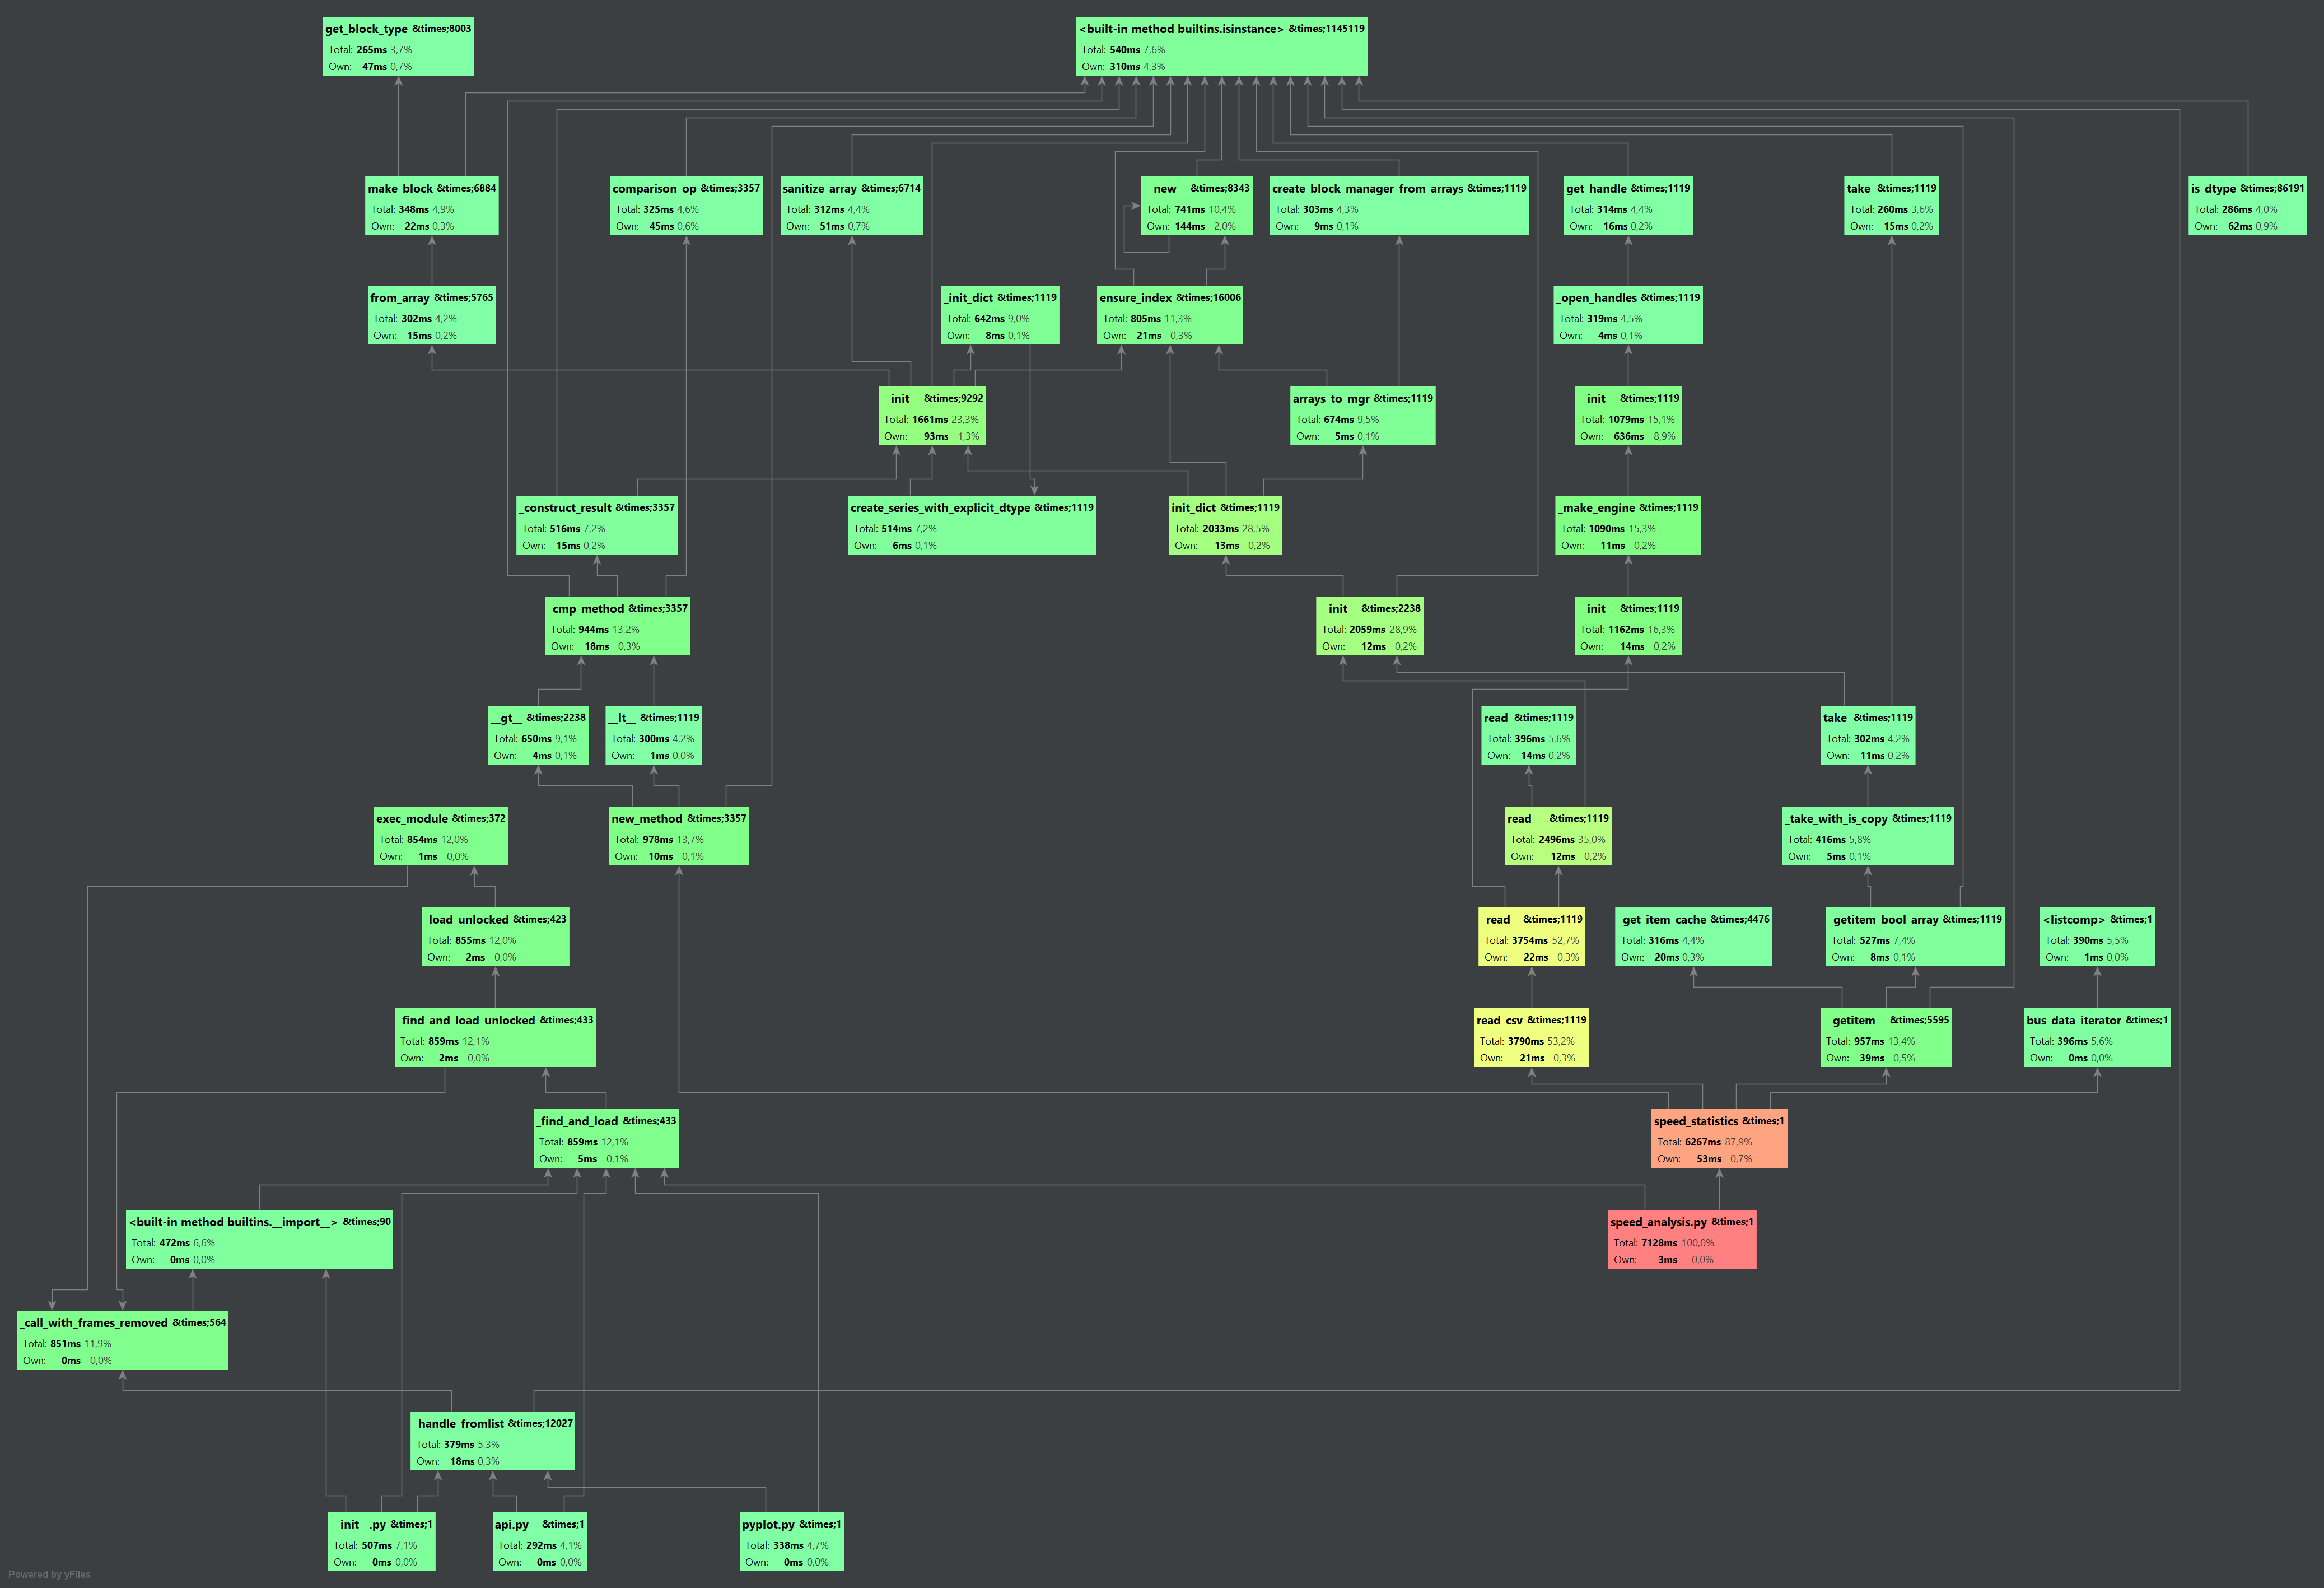 get_block_type &times;8003
Total: 265ms 3,7%
Own: 47ms 0,7%
<built-in method builtins.isinstance> &times;1145119
Total: 540ms 7,6%
Own: 310ms 4,3%
make_block &times;6884
Total: 348ms 4,9%
Own: 22ms 0,3%
comparison_op &times;3357
Total: 325ms 4,6%
Own: 45ms 0,6%
sanitize_array &times;6714
Total: 312ms 4,4%
Own: 51ms 0,7%
__new__ &times;8343
Total: 741ms 10,4%
Own: 144ms 2,0%
create_block_manager_from_arrays &times;1119
Total: 303ms 4,3%
Own: 9ms 0,1%
get_handle &times;1119
Total: 314ms 4,4%
Own: 16ms 0,2%
take &times;1119
Total: 260ms 3,6%
Own: 15ms 0,2%
is_dtype &times;86191
Total: 286ms 4,0%
Own: 62ms 0,9%
from_array &times;5765
Total: 302ms 4,2%
Own: 15ms 0,2%
_init_dict &times;1119
Total: 642ms 9,0%
Own: 8ms 0,1%
ensure_index &times;16006
Total: 805ms 11,3%
Own: 21ms 0,3%
_open_handles &times;1119
Total: 319ms 4,5%
Own: 4ms 0,1%
__init__ &times;9292
Total: 1661ms 23,3%
Own: 93ms 1,3%
arrays_to_mgr &times;1119
Total: 674ms 9,5%
Own: 5ms 0,1%
__init__ &times;1119
Total: 1079ms 15,1%
Own: 636ms 8,9%
_construct_result &times;3357
Total: 516ms 7,2%
Own: 15ms 0,2%
create_series_with_explicit_dtype &times;1119
Total: 514ms 7,2%
Own: 6ms 0,1%
init_dict &times;1119
Total: 2033ms 28,5%
Own: 13ms 0,2%
_make_engine &times;1119
Total: 1090ms 15,3%
Own: 11ms 0,2%
_cmp_method &times;3357
Total: 944ms 13,2%
Own: 18ms 0,3%
__init__ &times;2238
Total: 2059ms 28,9%
Own: 12ms 0,2%
__init__ &times;1119
Total: 1162ms 16,3%
Own: 14ms 0,2%
__gt__ &times;2238
Total: 650ms 9,1%
Own: 4ms 0,1%
__lt__ &times;1119
Total: 300ms 4,2%
Own: 1ms 0,0%
read &times;1119
Total: 396ms 5,6%
Own: 14ms 0,2%
take &times;1119
Total: 302ms 4,2%
Own: 11ms 0,2%
exec_module &times;372
Total: 854ms 12,0%
Own: 1ms 0,0%
new_method &times;3357
Total: 978ms 13,7%
Own: 10ms 0,1%
read &times;1119
Total: 2496ms 35,0%
Own: 12ms 0,2%
_take_with_is_copy &times;1119
Total: 416ms 5,8%
Own: 5ms 0,1%
_load_unlocked &times;423
Total: 855ms 12,0%
Own: 2ms 0,0%
_read &times;1119
Total: 3754ms 52,7%
Own: 22ms 0,3%
_get_item_cache &times;4476
Total: 316ms 4,4%
Own: 20ms 0,3%
_getitem_bool_array &times;1119
Total: 527ms 7,4%
Own: 8ms 0,1%
<listcomp> &times;1
Total: 390ms 5,5%
Own: 1ms 0,0%
_find_and_load_unlocked &times;433
Total: 859ms 12,1%
Own: 2ms 0,0%
read_csv &times;1119
Total: 3790ms 53,2%
Own: 21ms 0,3%
__getitem__ &times;5595
Total: 957ms 13,4%
Own: 39ms 0,5%
bus_data_iterator &times;1
Total: 396ms 5,6%
Own: 0ms 0,0%
_find_and_load &times;433
Total: 859ms 12,1%
Own: 5ms 0,1%
speed_statistics &times;1
Total: 6267ms 87,9%
Own: 53ms 0,7%
<built-in method builtins.__import__> &times;90
Total: 472ms 6,6%
Own: 0ms 0,0%
speed_analysis.py &times;1
Total: 7128ms 100,0%
Own: 3ms 0,0%
_call_with_frames_removed &times;564
Total: 851ms 11,9%
Own: 0ms 0,0%
_handle_fromlist &times;12027
Total: 379ms 5,3%
Own: 18ms 0,3%
__init__.py &times;1
Total: 507ms 7,1%
Own: 0ms 0,0%
api.py &times;1
Total: 292ms 4,1%
Own: 0ms 0,0%
pyplot.py &times;1
Total: 338ms 4,7%
Own: 0ms 0,0%
Powered by yFiles